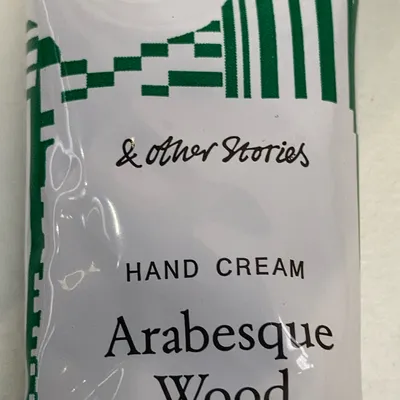 & other Stories
HAND CREAM
Arabesque
Wood